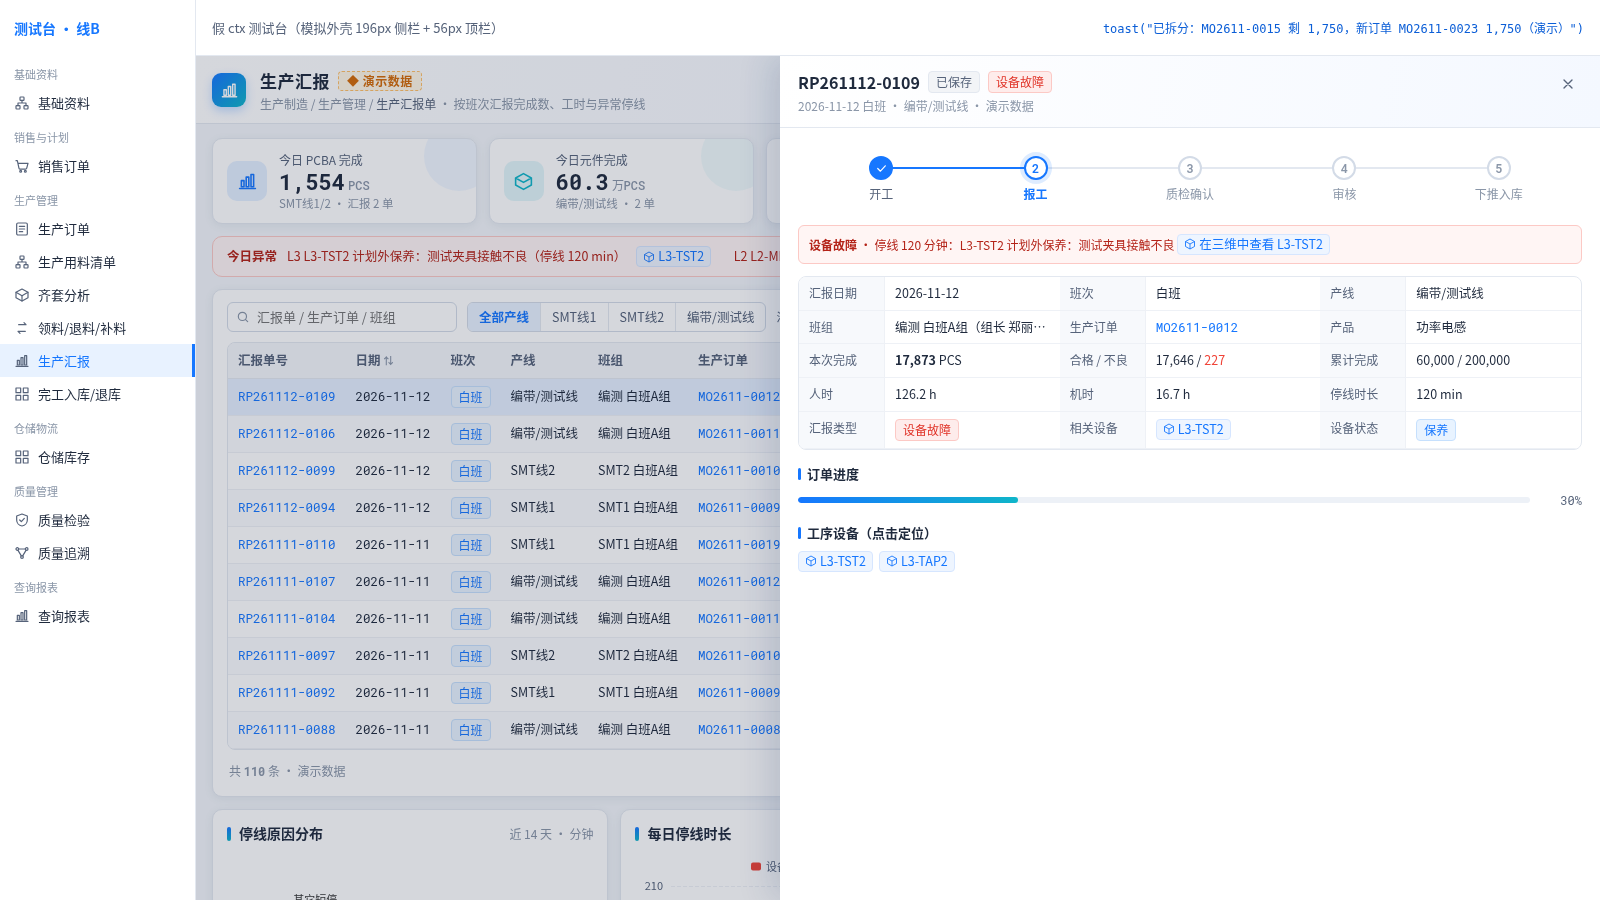 测试台 · 线B
假 ctx 测试台（模拟外壳 196px 侧栏 + 56px 顶栏）
toast("已拆分: MO2611-0015 剩 1,750, 新订单 MO2611-0023 1,750（演示）")
基础资料
基础资料
销售与计划
销售订单
生产管理
生产订单
生产用料清单
齐套分析
领料/退料/补料
生产汇报
完工入库/退库
仓储物流
仓储库存
质量管理
质量检验
质量追溯
查询报表
查询报表
生产汇报
◆ 演示数据
生产制造 / 生产管理 / 生产汇报单 · 按班次汇报完成数、工时与异常停线
今日 PCBA 完成
1,554 PCS
SMT线1/2 · 汇报 2 单
今日元件完成
60.3 万PCS
编带/测试线 · 2 单
今日异常 L3 L3-TST2 计划外保养: 测试夹具接触不良（停线 120 min） L3-TST2 L2 L2-M
汇报单 / 生产订单 / 班组
全部产线 SMT线1 SMT线2 编带/测试线
汇报单号 日期 班次 产线 班组 生产订单
RP261112-0109 2026-11-12 白班 编带/测试线 编测 白班A组 MO2611-0012
RP261112-0106 2026-11-12 白班 编带/测试线 编测 白班A组 MO2611-0011
RP261112-0099 2026-11-12 白班 SMT线2 SMT2 白班A组 MO2611-0010
RP261112-0094 2026-11-12 白班 SMT线1 SMT1 白班A组 MO2611-0009
RP261111-0110 2026-11-11 白班 SMT线1 SMT1 白班A组 MO2611-0019
RP261111-0107 2026-11-11 白班 编带/测试线 编测 白班A组 MO2611-0012
RP261111-0104 2026-11-11 白班 编带/测试线 编测 白班A组 MO2611-0011
RP261111-0097 2026-11-11 白班 SMT线2 SMT2 白班A组 MO2611-0010
RP261111-0092 2026-11-11 白班 SMT线1 SMT1 白班A组 MO2611-0009
RP261111-0088 2026-11-11 白班 编带/测试线 编测 白班A组 MO2611-0008
共 110 条 · 演示数据
停线原因分布
近 14 天 · 分钟
每日停线时长
210
RP261112-0109 已保存 设备故障
2026-11-12 白班 · 编带/测试线 · 演示数据
2 3 4 5
开工 报工 质检确认 审核 下推入库
设备故障 · 停线 120 分钟: L3-TST2 计划外保养: 测试夹具接触不良 在三维中查看 L3-TST2
汇报日期 2026-11-12 班次 白班 产线 编带/测试线
班组 编测 白班A组（组长 郑丽… 生产订单 MO2611-0012 产品 功率电感
本次完成 17,873 PCS 合格 / 不良 17,646 / 227 累计完成 60,000 / 200,000
人时 126.2 h 机时 16.7 h 停线时长 120 min
汇报类型 设备故障 相关设备 L3-TST2 设备状态 保养
订单进度
30%
工序设备（点击定位）
L3-TST2 L3-TAP2